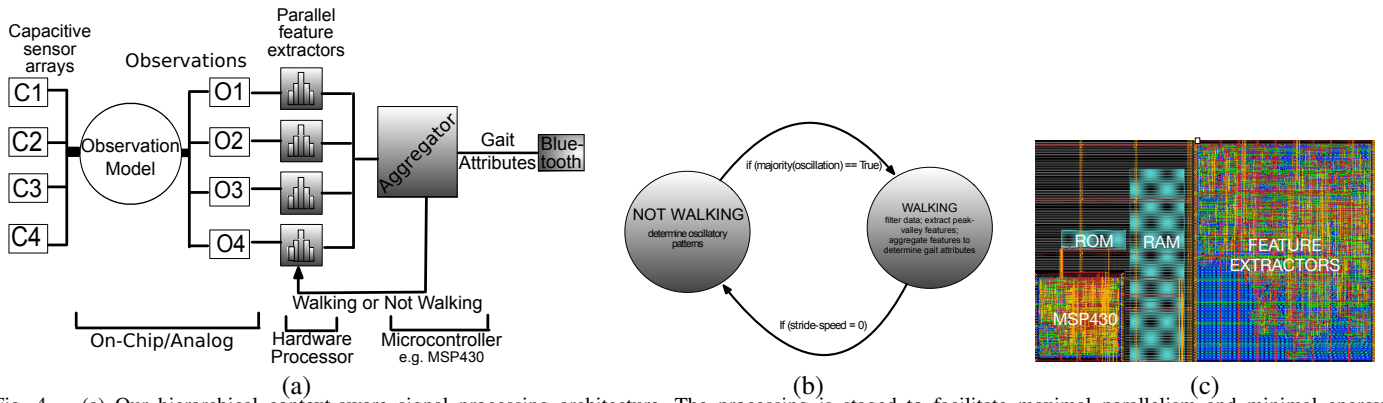 Capacitive
sensor
arrays
C1
C2
C3
C4
Observation
Model
Observations
O1
O2
O3
O4
Parallel
feature
extractors
Aggregator
Gait
Attributes
Blue-
tooth
Walking or Not Walking
On-Chip/Analog
Hardware
Processor
Microcontroller
e.g. MSP430
(a)
if (majority(oscillation) == True)
NOT WALKING
determine oscillatory
patterns
WALKING
filter data; extract peak-
valley features;
aggregate features to
determine gait attributes
If (stride-speed = 0)
(b)
ROM
RAM
FEATURE
EXTRACTORS
MSP430
(c)
Fig. 4. (a) Our hierarchical context-aware signal processing architecture. The processing is staged to facilitate maximal parallelism and minimal energy